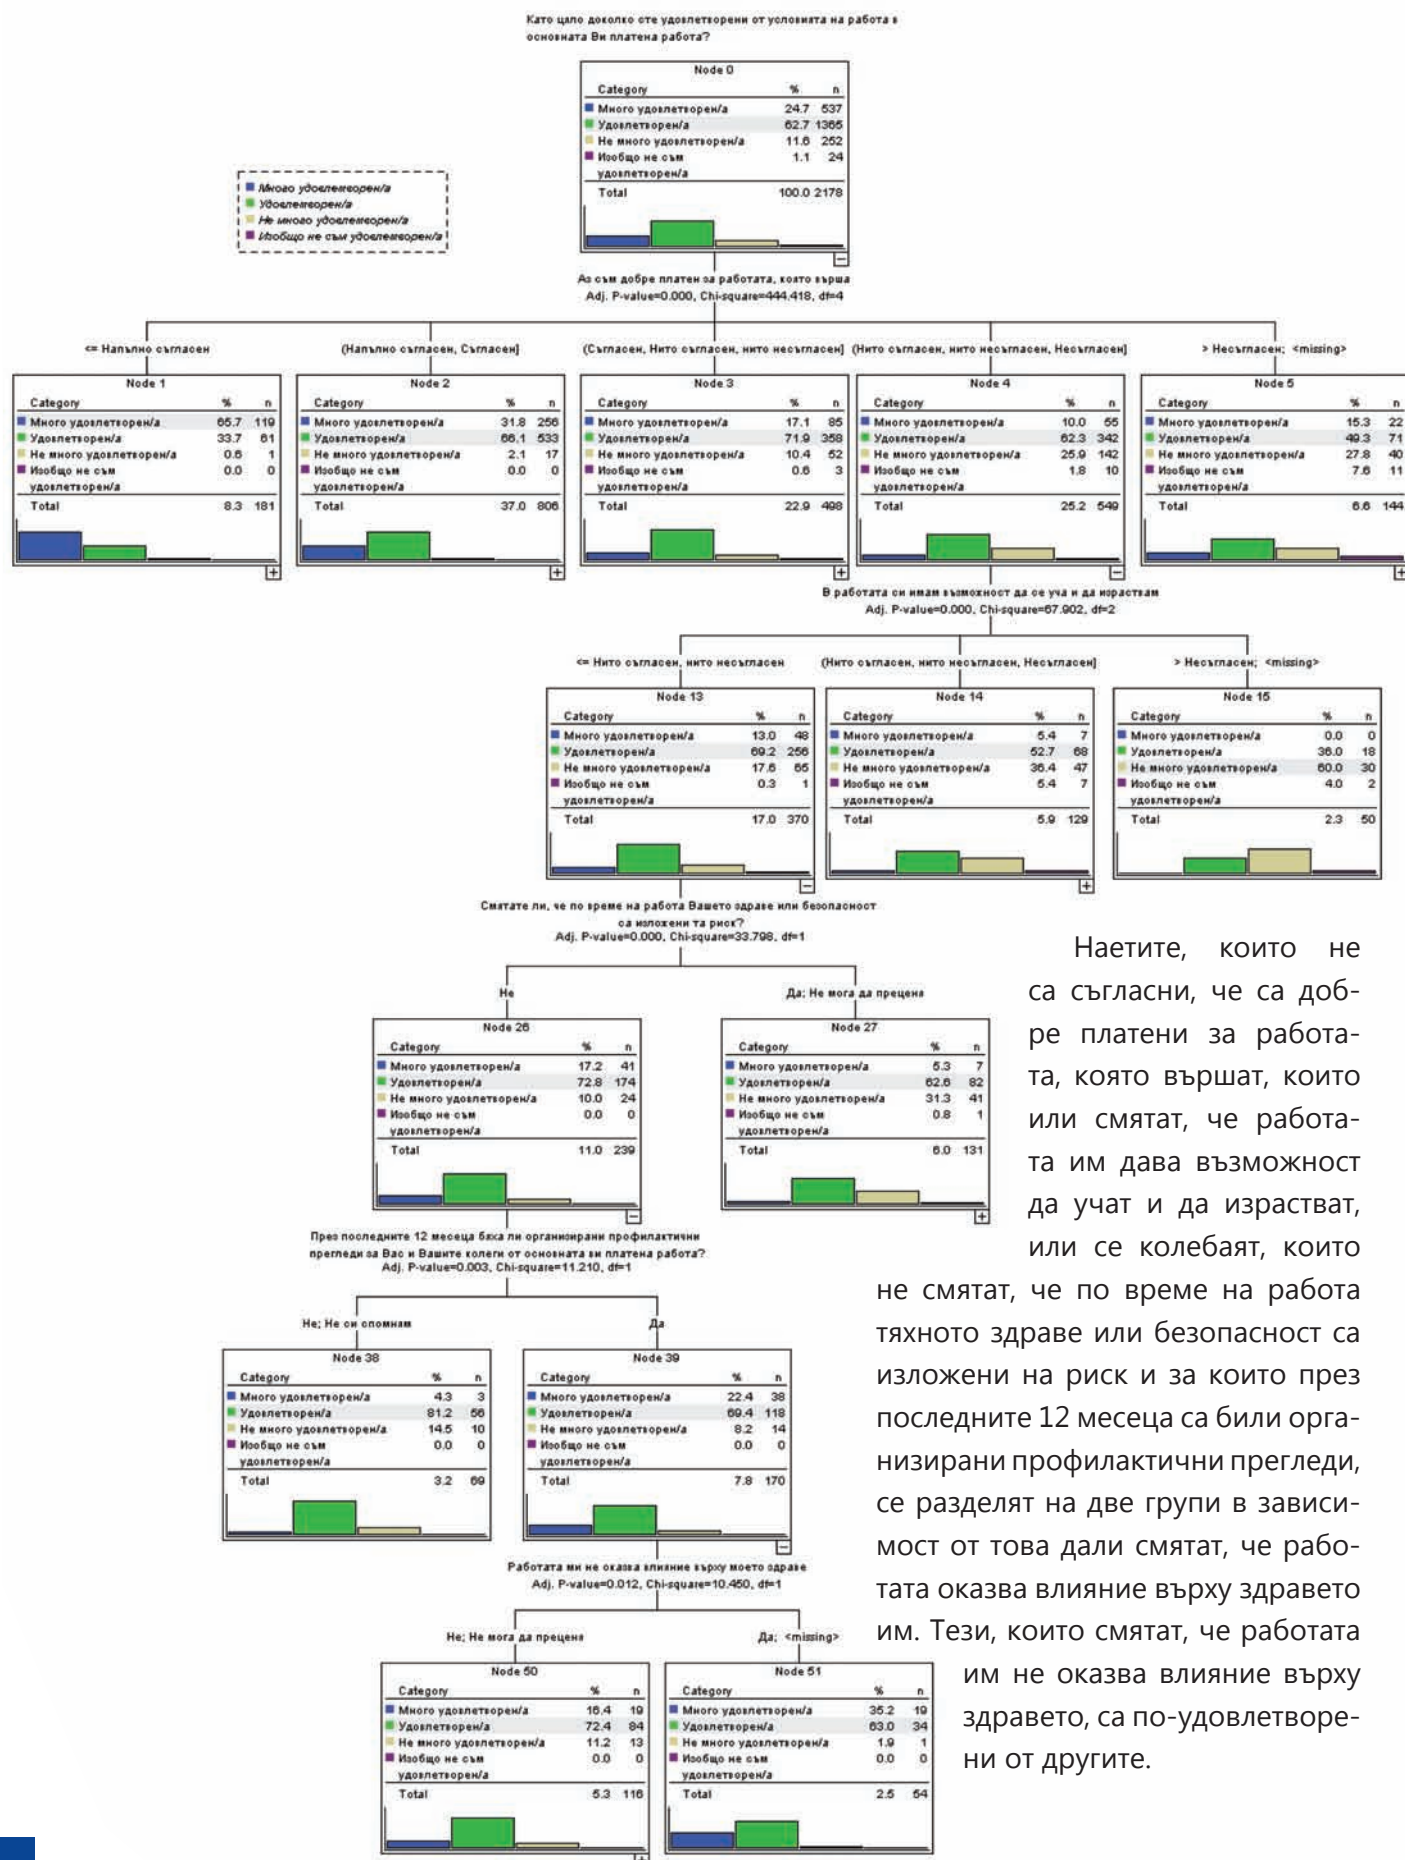 Като цяло доколко сте удовлетворени от условията на работа в
основната Ви платена работа?
Node 0
Category % n
Много удовлетворен/а 24.7 537
Удовлетворен/а 62.7 1365
Не много удовлетворен/а 11.6 252
Изобщо не съм 1.1 24
удовлетворен/а
Total 100.0 2178
Много удовлетворен/а
Удовлетворен/а
Не много удовлетворен/а
Изобщо не съм удовлетворен/а
Аз съм добре платен за работата, която върша
Adj. P-value=0.000, Chi-square=444.418, df=4
<= Напълно съгласен
(Напълно съгласен, Съгласен]
(Съгласен, Нито съгласен, нито несъгласен]
(Нито съгласен, нито несъгласен, Несъгласен]
> Несъгласен; <missing>
Node 1
Category % n
Много удовлетворен/а 65.7 119
Удовлетворен/а 33.7 61
Не много удовлетворен/а 0.6 1
Изобщо не съм 0.0 0
удовлетворен/а
Total 8.3 181
Node 2
Category % n
Много удовлетворен/а 31.8 256
Удовлетворен/а 66.1 533
Не много удовлетворен/а 2.1 17
Изобщо не съм 0.0 0
удовлетворен/а
Total 37.0 806
Node 3
Category % n
Много удовлетворен/а 17.1 85
Удовлетворен/а 71.9 358
Не много удовлетворен/а 10.4 52
Изобщо не съм 0.6 3
удовлетворен/а
Total 22.9 498
Node 4
Category % n
Много удовлетворен/а 10.0 55
Удовлетворен/а 62.3 342
Не много удовлетворен/а 25.9 142
Изобщо не съм 1.8 10
удовлетворен/а
Total 25.2 549
Node 5
Category % n
Много удовлетворен/а 15.3 22
Удовлетворен/а 49.3 71
Не много удовлетворен/а 27.8 40
Изобщо не съм 7.6 11
удовлетворен/а
Total 6.6 144
В работата си имам възможност да се уча и да израствам
Adj. P-value=0.000, Chi-square=67.902, df=2
<= Нито съгласен, нито несъгласен
(Нито съгласен, нито несъгласен, Несъгласен]
> Несъгласен; <missing>
Node 13
Category % n
Много удовлетворен/а 13.0 48
Удовлетворен/а 69.2 256
Не много удовлетворен/а 17.6 65
Изобщо не съм 0.3 1
удовлетворен/а
Total 17.0 370
Node 14
Category % n
Много удовлетворен/а 5.4 7
Удовлетворен/а 52.7 68
Не много удовлетворен/а 36.4 47
Изобщо не съм 5.4 7
удовлетворен/а
Total 5.9 129
Node 15
Category % n
Много удовлетворен/а 0.0 0
Удовлетворен/а 36.0 18
Не много удовлетворен/а 60.0 30
Изобщо не съм 4.0 2
удовлетворен/а
Total 2.3 50
Смятате ли, че по време на работа Вашето здраве или безопасност
са изложени та риск?
Adj. P-value=0.000, Chi-square=33.798, df=1
Не
Да; Не мога да преценя
Node 26
Category % n
Много удовлетворен/а 17.2 41
Удовлетворен/а 72.8 174
Не много удовлетворен/а 10.0 24
Изобщо не съм 0.0 0
удовлетворен/а
Total 11.0 239
Node 27
Category % n
Много удовлетворен/а 5.3 7
Удовлетворен/а 62.6 82
Не много удовлетворен/а 31.3 41
Изобщо не съм 0.8 1
удовлетворен/а
Total 6.0 131
През последните 12 месеца бяха ли организирани профилактични
прегледи за Вас и Вашите колеги от основната ви платена работа?
Adj. P-value=0.003, Chi-square=11.210, df=1
Не; Не си спомням
Да
Node 38
Category % n
Много удовлетворен/а 4.3 3
Удовлетворен/а 81.2 56
Не много удовлетворен/а 14.5 10
Изобщо не съм 0.0 0
удовлетворен/а
Total 3.2 69
Node 39
Category % n
Много удовлетворен/а 22.4 38
Удовлетворен/а 69.4 118
Не много удовлетворен/а 8.2 14
Изобщо не съм 0.0 0
удовлетворен/а
Total 7.8 170
Работата ми не оказва влияние върху моето здраве
Adj. P-value=0.012, Chi-square=10.450, df=1
Не; Не мога да преценя
Да; <missing>
Node 50
Category % n
Много удовлетворен/а 16.4 19
Удовлетворен/а 72.4 84
Не много удовлетворен/а 11.2 13
Изобщо не съм 0.0 0
удовлетворен/а
Total 5.3 116
Node 51
Category % n
Много удовлетворен/а 35.2 19
Удовлетворен/а 63.0 34
Не много удовлетворен/а 1.9 1
Изобщо не съм 0.0 0
удовлетворен/а
Total 2.5 54
Наетите, които не
са съгласни, че са доб-
ре платени за работа-
та, която вършат, които
или смятат, че работа-
та им дава възможност
да учат и да израстват,
или се колебаят, които
не смятат, че по време на работа
тяхното здраве или безопасност са
изложени на риск и за които през
последните 12 месеца са били орга-
низирани профилактични прегледи,
се разделят на две групи в зависи-
мост от това дали смятат, че рабо-
тата оказва влияние върху здравето
им. Тези, които смятат, че работата
им не оказва влияние върху
здравето, са по-удовлетворе-
ни от другите.